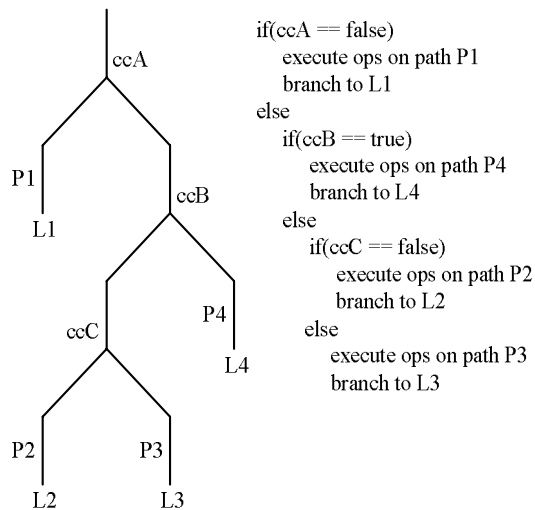 ccA
P1
L1
ccB
ccC
P4
L4
P2
P3
L2
L3
if(ccA == false)
execute ops on path P1
branch to L1
else
if(ccB == true)
execute ops on path P4
branch to L4
else
if(ccC == false)
execute ops on path P2
branch to L2
else
execute ops on path P3
branch to L3